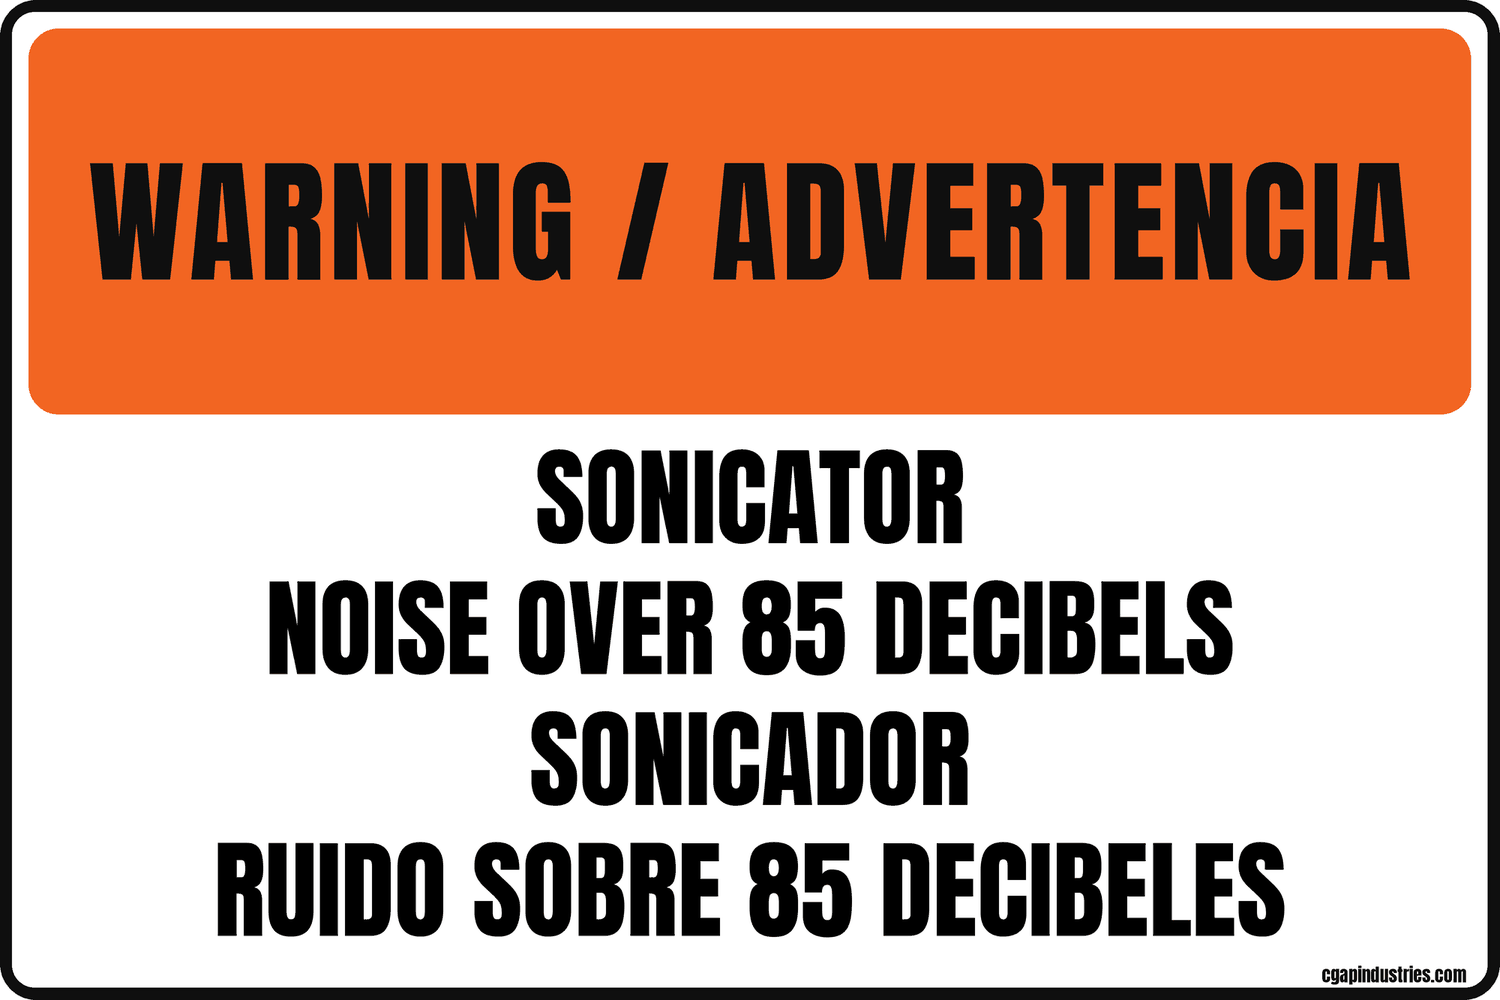 WARNING / ADVERTENCIA
SONICATOR
NOISE OVER 85 DECIBELS
SONICADOR
RUIDO SOBRE 85 DECIBELES
cgapindustries.com